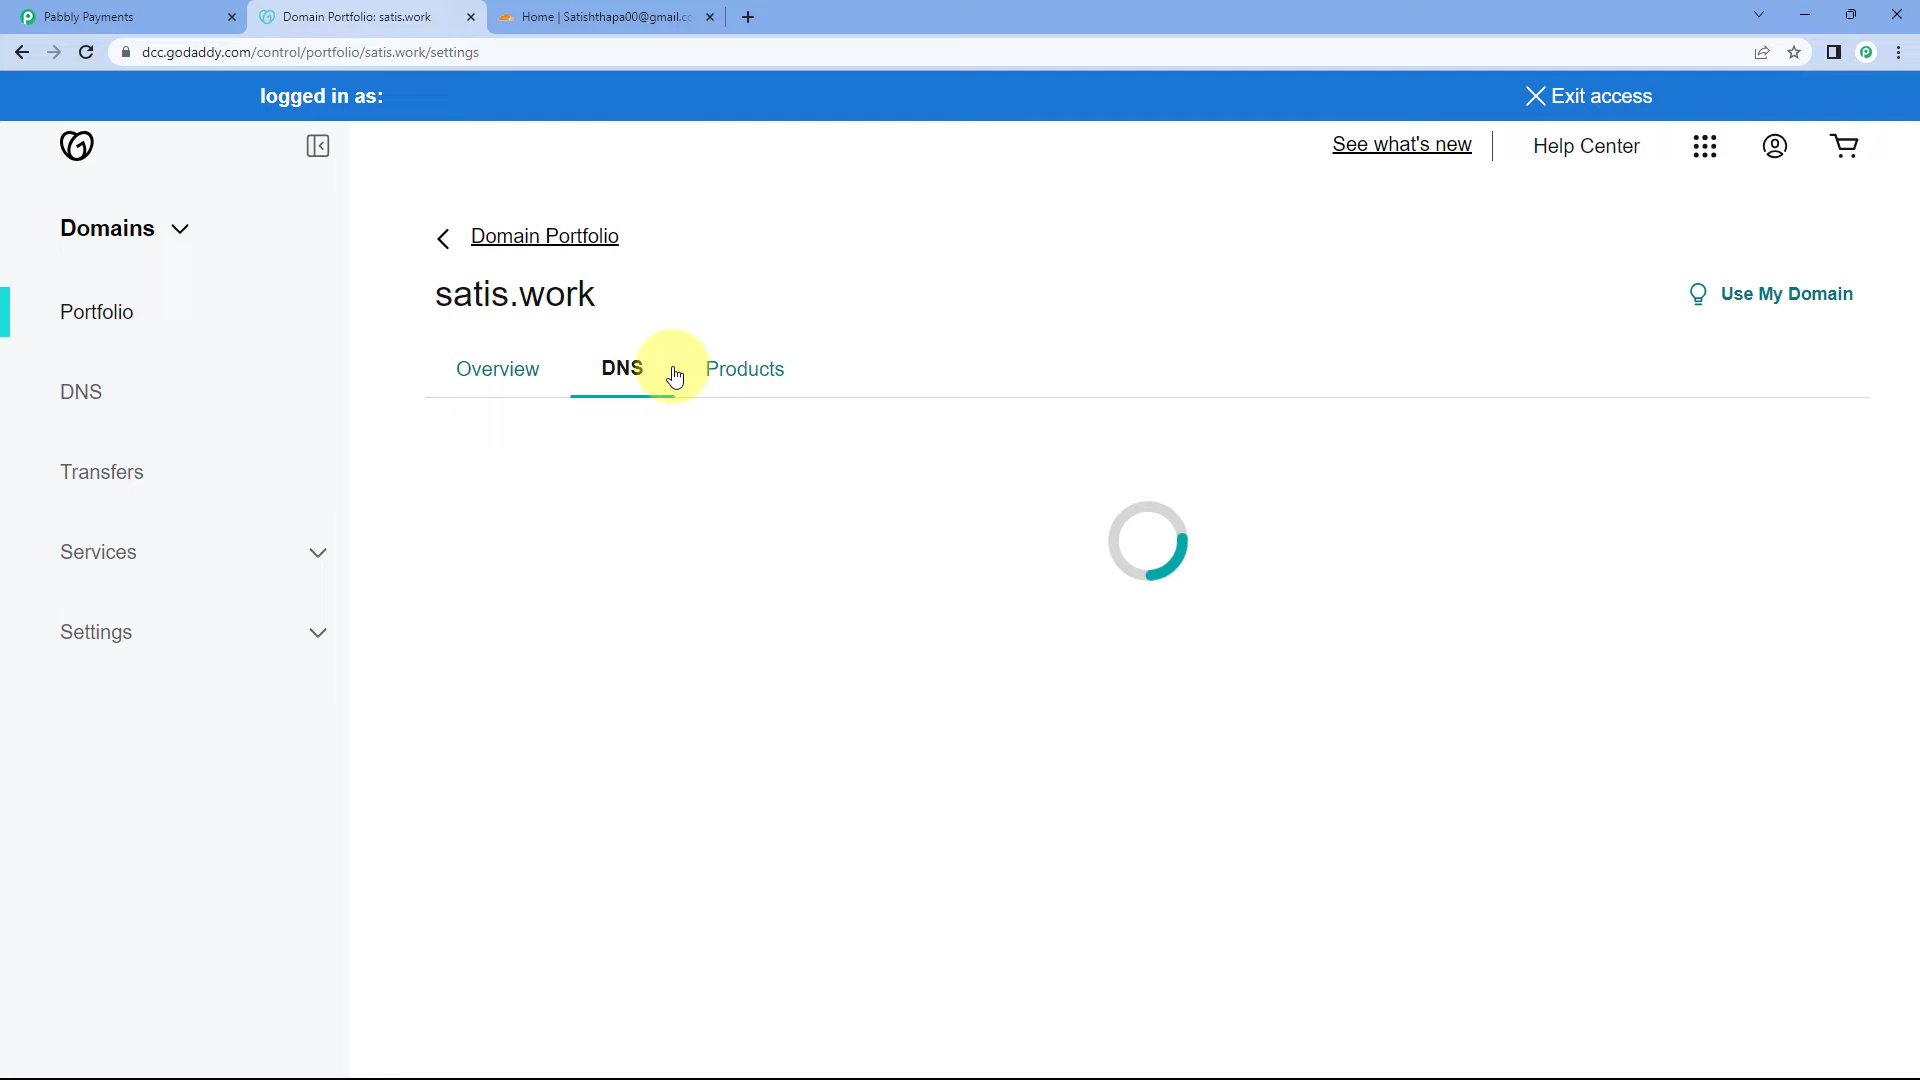 Pabbly Payments
Domain Portfolio: satis.work
Home | Satishthapa00@gmail.cc
dcc.godaddy.com/control/portfolio/satis.work/settings
logged in as:
Exit access
See what's new
Help Center
Domains
Domain Portfolio
satis.work
Use My Domain
Portfolio
Overview
DNS
Products
DNS
Transfers
Services
Settings